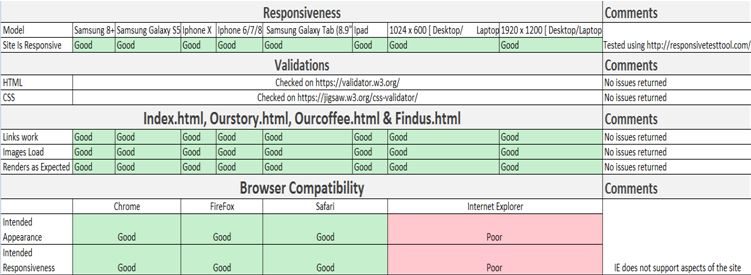 Responsiveness Comments
Model Samsung 8+ Samsung Galaxy S5 Iphone X Iphone 6/7/8 Samsung Galaxy Tab (8.9" Ipad 1024 x 600 [ Desktop/ Laptop 1920 x 1200 [ Desktop/Laptop
Site Is Responsive Good Good Good Good Good Good Good Good Tested using http://responsivetesttool.com/
Validations Comments
HTML Checked on https://validator.w3.org/ No issues returned
CSS Checked on https://jigsaw.w3.org/css-validator/ No issues returned
Index.html, Ourstory.html, Ourcoffee.html & Findus.html Comments
Links work Good Good Good Good Good Good Good Good No issues returned
Images Load Good Good Good Good Good Good Good Good No issues returned
Renders as Expected Good Good Good Good Good Good Good Good No issues returned
Browser Compatibility Comments
Chrome FireFox Safari Internet Explorer
Intended
Appearance Good Good Good Poor
Intended
Responsiveness Good Good Good Poor IE does not support aspects of the site